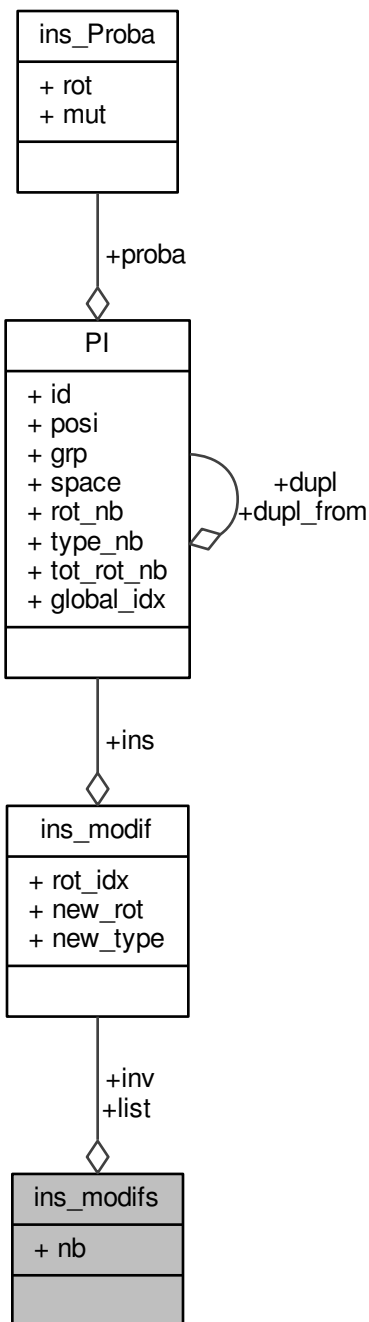 ins_Proba
+ rot
+ mut
+proba
PI
+ id
+ posi
+ grp
+ space
+ rot_nb
+ type_nb
+ tot_rot_nb
+ global_idx
+dupl
+dupl_from
+ins
ins_modif
+ rot_idx
+ new_rot
+ new_type
+inv
+list
ins_modifs
+ nb